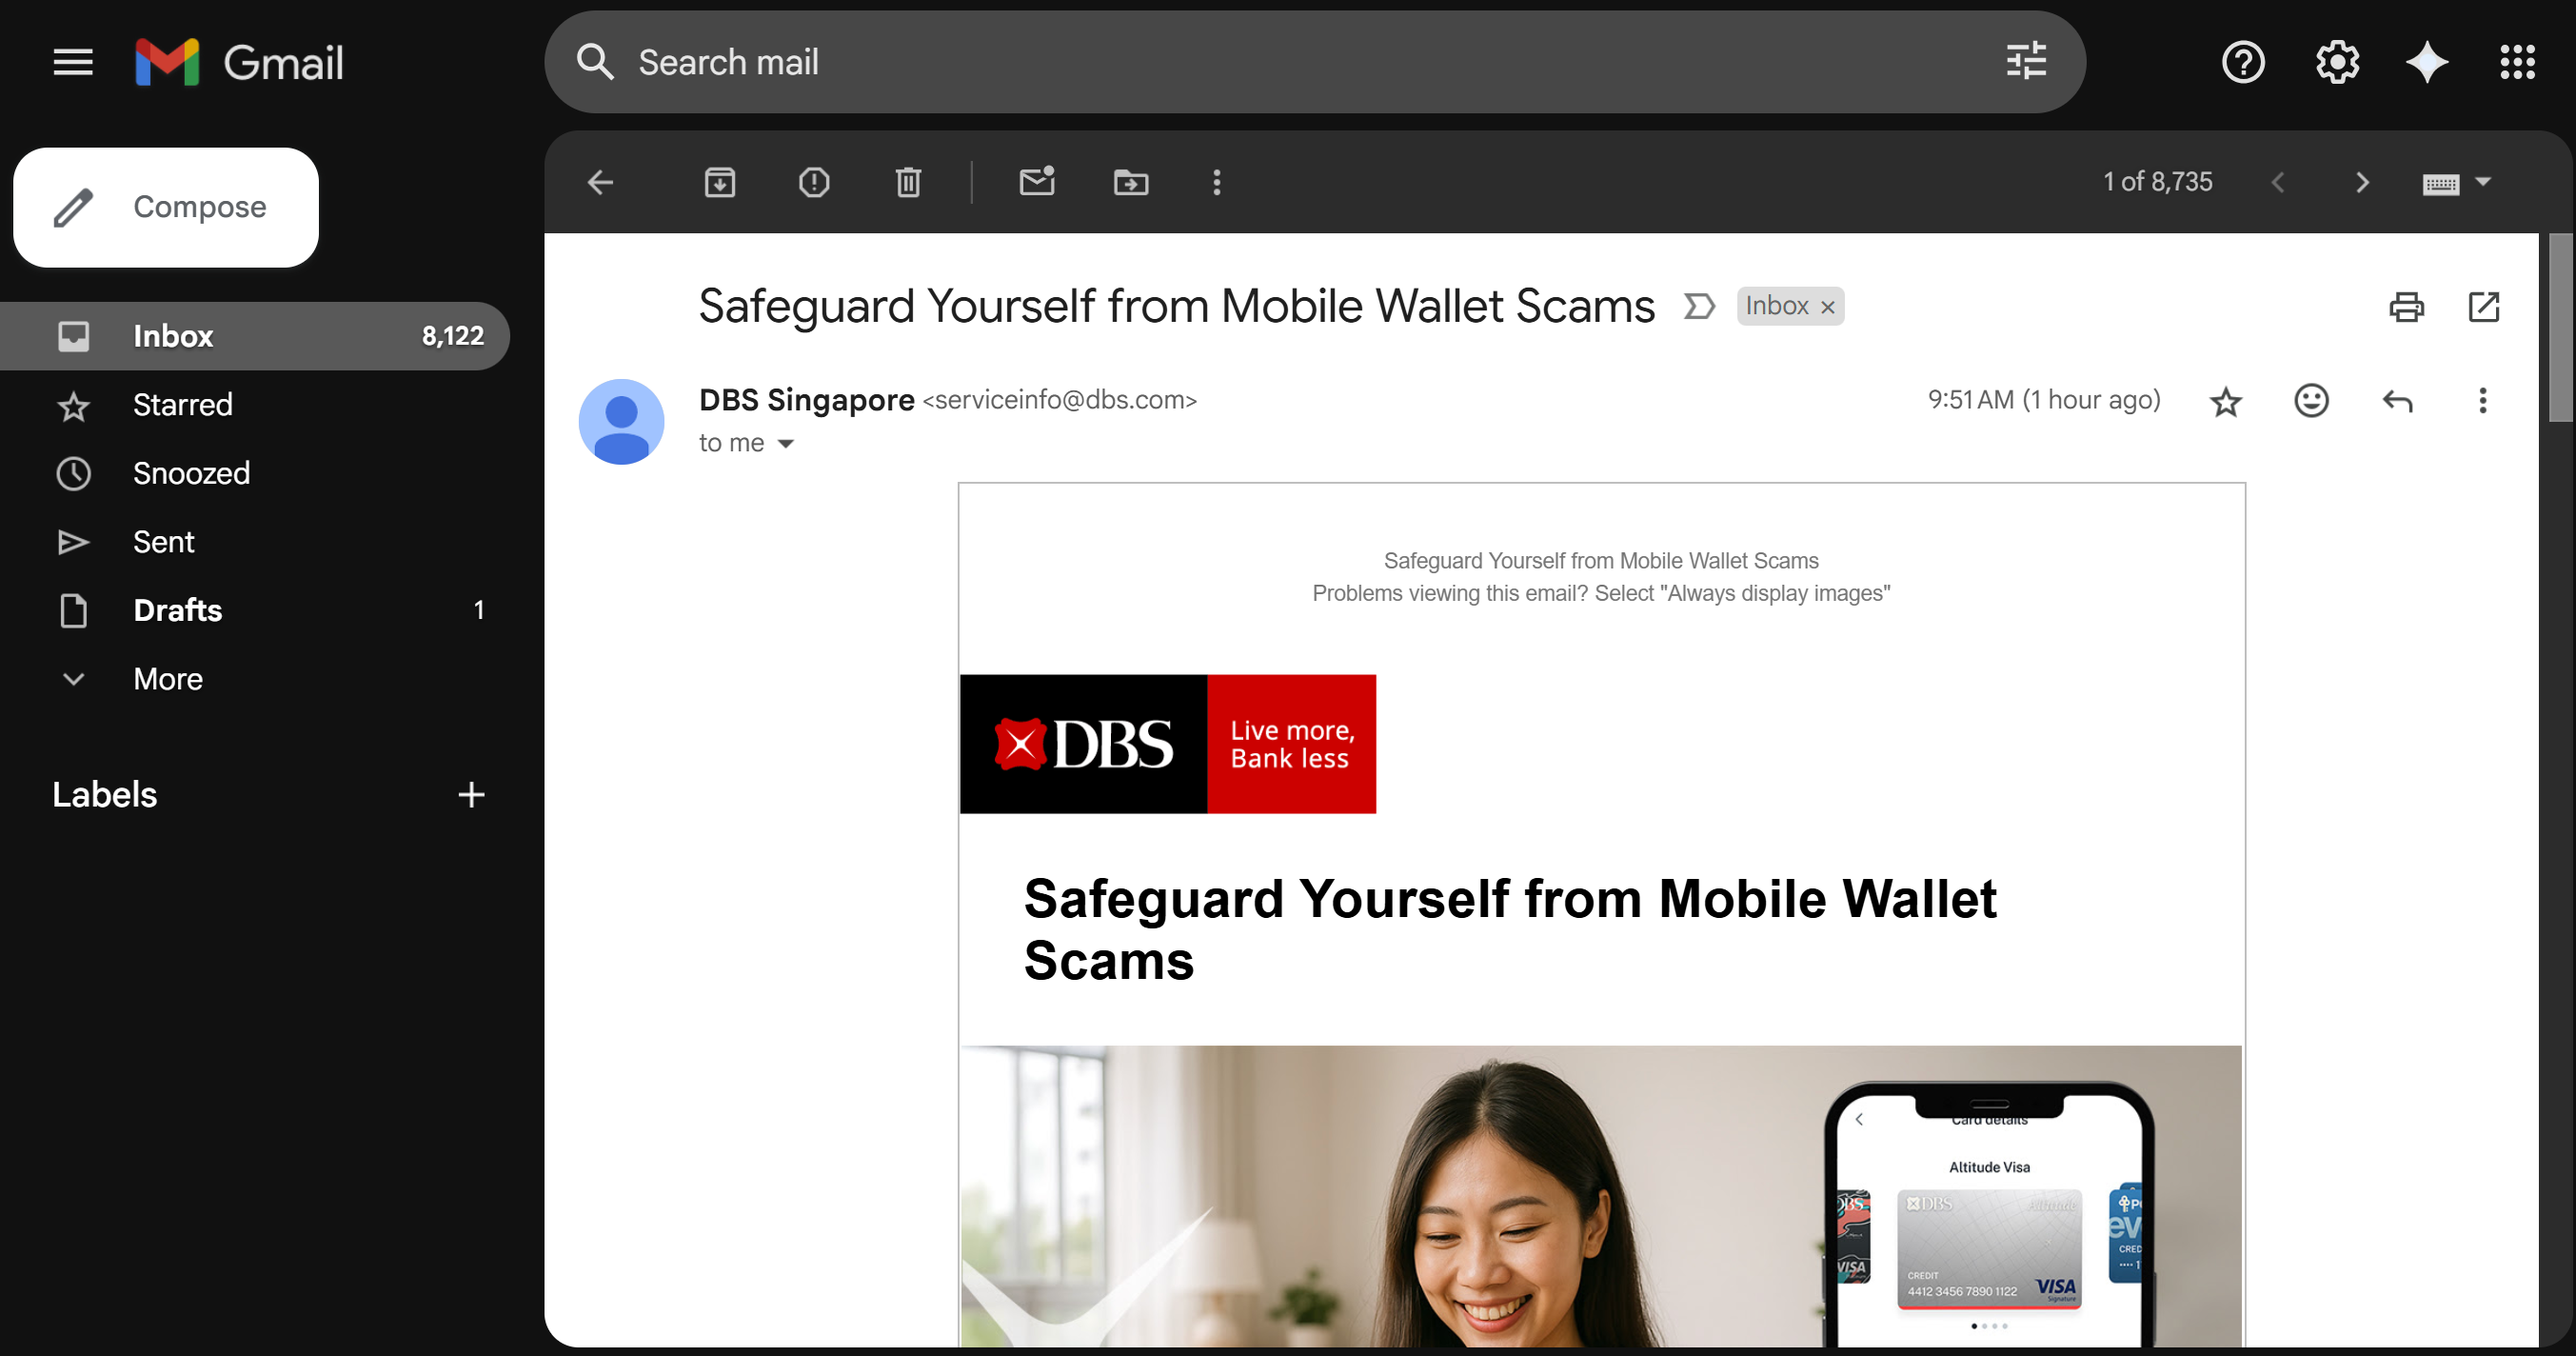 Gmail
Search mail
Compose
Inbox 8,122
Starred
Snoozed
Sent
Drafts 1
More
Labels
1 of 8,735
Safeguard Yourself from Mobile Wallet Scams
Inbox ×
DBS Singapore <serviceinfo@dbs.com>
9:51 AM (1 hour ago)
to me
Safeguard Yourself from Mobile Wallet Scams
Problems viewing this email? Select "Always display images"
DBS
Live more,
Bank less
Safeguard Yourself from Mobile Wallet
Scams
Card details
Altitude Visa
DBS
DBS
Altitude
VISA
CREDIT
4412 3456 7890 1122
VISA
Signature